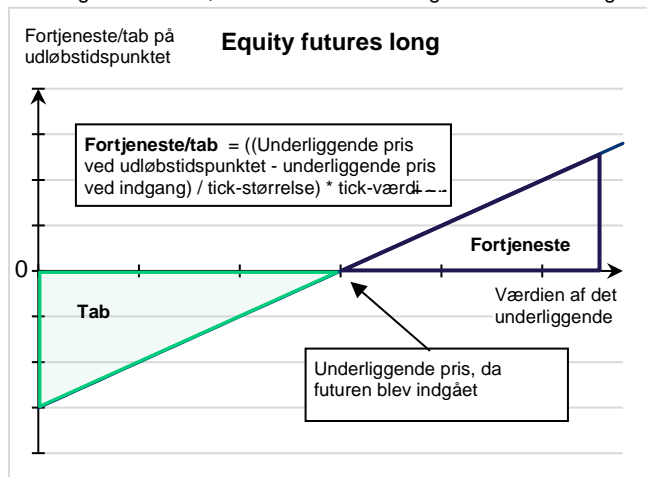 Fortjeneste/tab på
udløbstidspunktet
Equity futures long
Fortjeneste/tab = ((Underliggende pris
ved udløbstidspunktet - underliggende pris
ved indgang) / tick-størrelse) * tick-værdi
Fortjeneste
0
Værdien af det
underliggende
Tab
Underliggende pris, da
futuren blev indgået